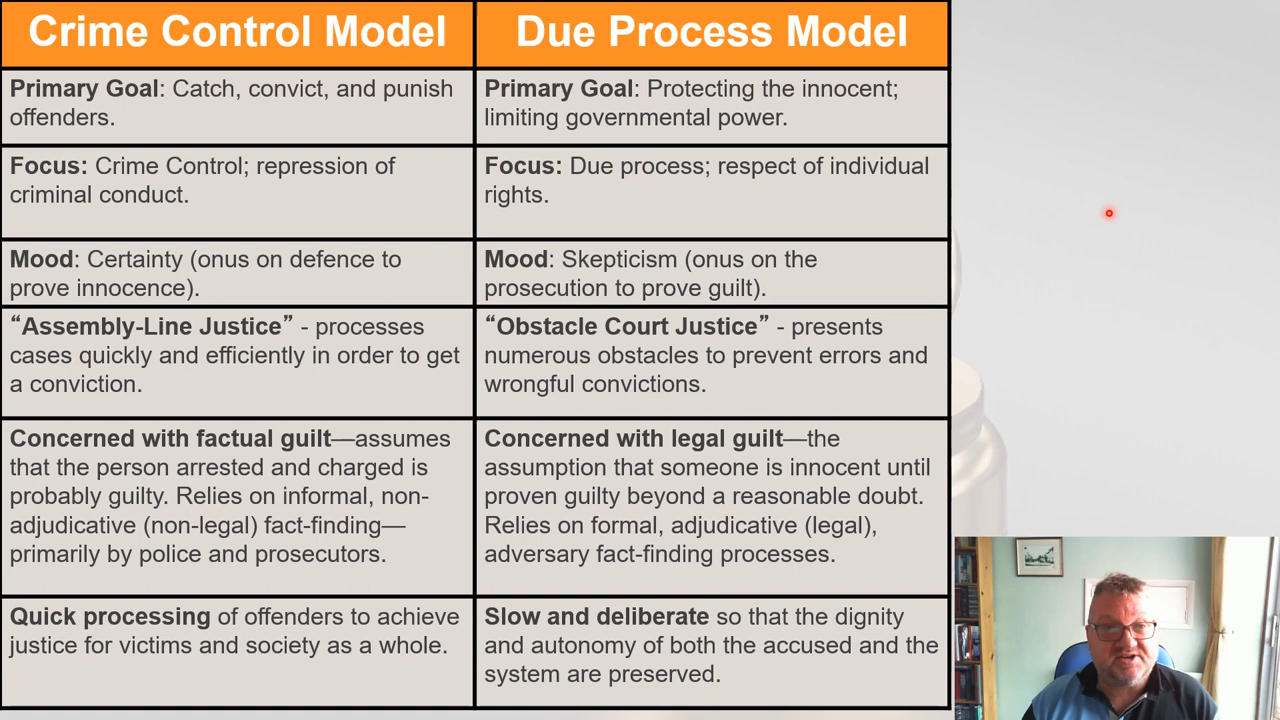 Crime Control Model
Due Process Model
Primary Goal: Catch, convict, and punish
offenders.
Primary Goal: Protecting the innocent;
limiting governmental power.
Focus: Crime Control; repression of
criminal conduct.
Focus: Due process; respect of individual
rights.
Mood: Certainty (onus on defence to
prove innocence).
Mood: Skepticism (onus on the
prosecution to prove guilt).
“Assembly-Line Justice” - processes
cases quickly and efficiently in order to get
a conviction.
“Obstacle Court Justice” - presents
numerous obstacles to prevent errors and
wrongful convictions.
Concerned with factual guilt—assumes
that the person arrested and charged is
probably guilty. Relies on informal, non-
adjudicative (non-legal) fact-finding—
primarily by police and prosecutors.
Concerned with legal guilt—the
assumption that someone is innocent until
proven guilty beyond a reasonable doubt.
Relies on formal, adjudicative (legal),
adversary fact-finding processes.
Quick processing of offenders to achieve
justice for victims and society as a whole.
Slow and deliberate so that the dignity
and autonomy of both the accused and the
system are preserved.